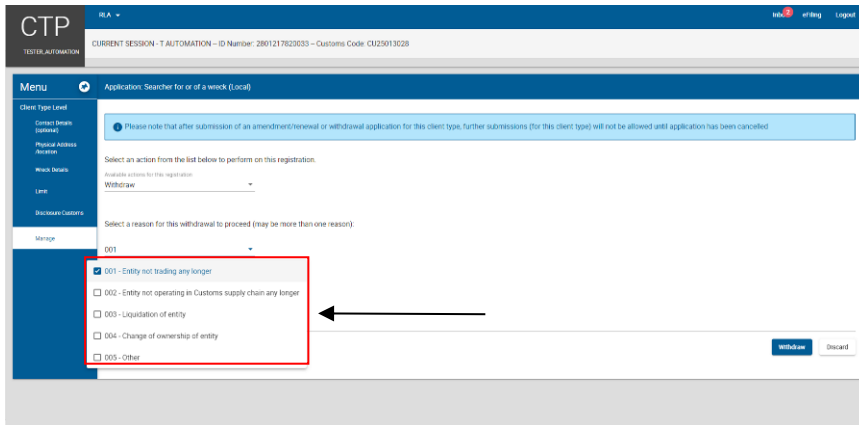 CTP
TESTER, AUTOMATION
RLA
Inbox 2 eFiling Logout
CURRENT SESSION - T AUTOMATION – ID Number: 2801217820033 – Customs Code: CU25013028
Menu
Application: Searcher for or of a wreck (Local)
Client Type Level
Contact Details
(optional)
Physical Address
/location
Wreck Details
Limit
Disclosure Customs
Manage
Please note that after submission of an amendment/renewal or withdrawal application for this client type, further submissions (for this client type) will not be allowed until application has been cancelled
Select an action from the list below to perform on this registration.
Available actions for this registration
Withdraw
Select a reason for this withdrawal to proceed (may be more than one reason):
001
001 - Entity not trading any longer
002 - Entity not operating in Customs supply chain any longer
003 - Liquidation of entity
004 - Change of ownership of entity
005 - Other
Withdraw Discard